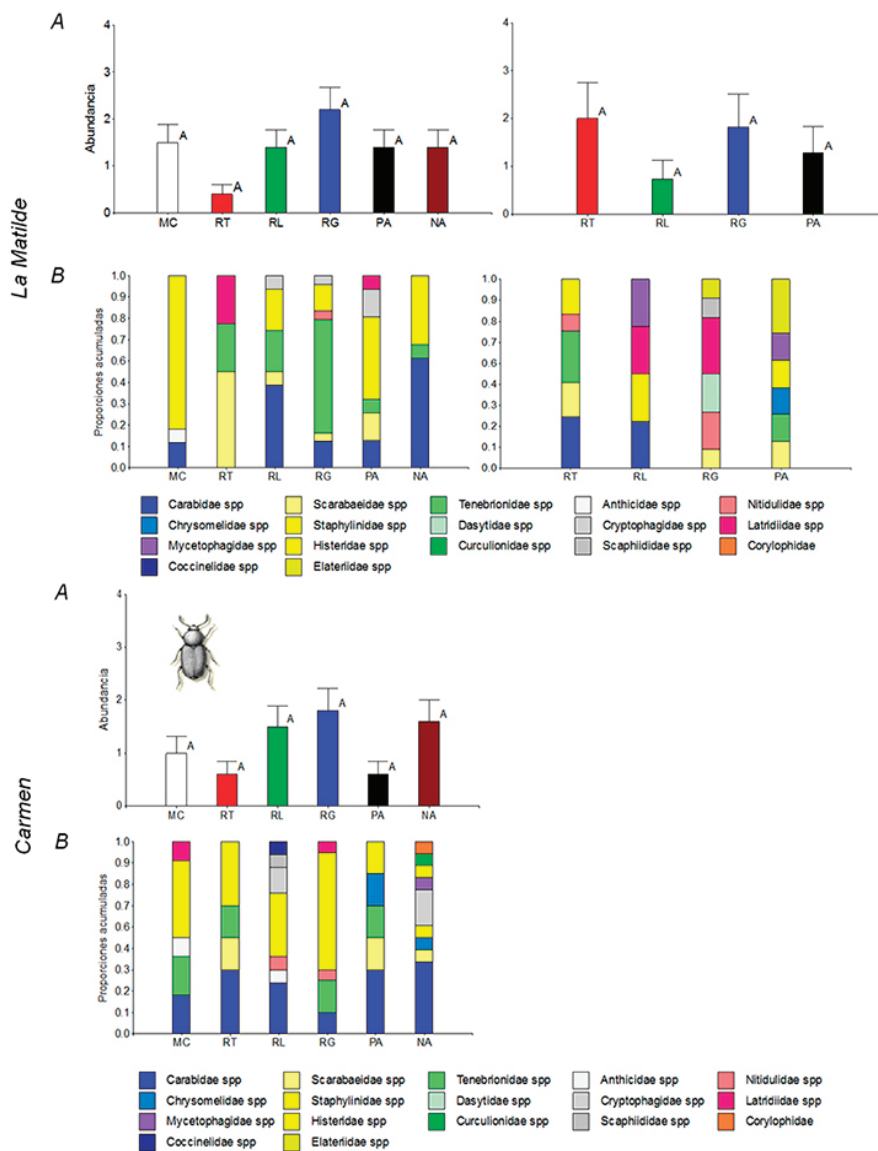 A
La Matilde
Abundancia
4
3
2
1
0
A A A A A A
MC RT RL RG PA NA
4
3
2
1
0
A A A A
RT RL RG PA
B
Proporciones acumuladas
1.0
0.9
0.8
0.7
0.6
0.5
0.4
0.3
0.2
0.1
0.0
MC RT RL RG PA NA
1.0
0.9
0.8
0.7
0.6
0.5
0.4
0.3
0.2
0.1
0.0
RT RL RG PA
Carabidae spp Scarabaeidae spp Tenebrionidae spp Anthicidae spp Nitidulidae spp
Chrysomelidae spp Staphylinidae spp Dasytidae spp Cryptophagidae spp Latridiidae spp
Mycetophagidae spp Histeridae spp Curculionidae spp Scaphiididae spp Corylophidae
Coccinelidae spp Elateriidae spp
A
Carmen
Abundancia
4
3
2
1
0
A A A A A A
MC RT RL RG PA NA
B
Proporciones acumuladas
1.0
0.9
0.8
0.7
0.6
0.5
0.4
0.3
0.2
0.1
0.0
MC RT RL RG PA NA
Carabidae spp Scarabaeidae spp Tenebrionidae spp Anthicidae spp Nitidulidae spp
Chrysomelidae spp Staphylinidae spp Dasytidae spp Cryptophagidae spp Latridiidae spp
Mycetophagidae spp Histeridae spp Curculionidae spp Scaphiididae spp Corylophidae
Coccinelidae spp Elateriidae spp